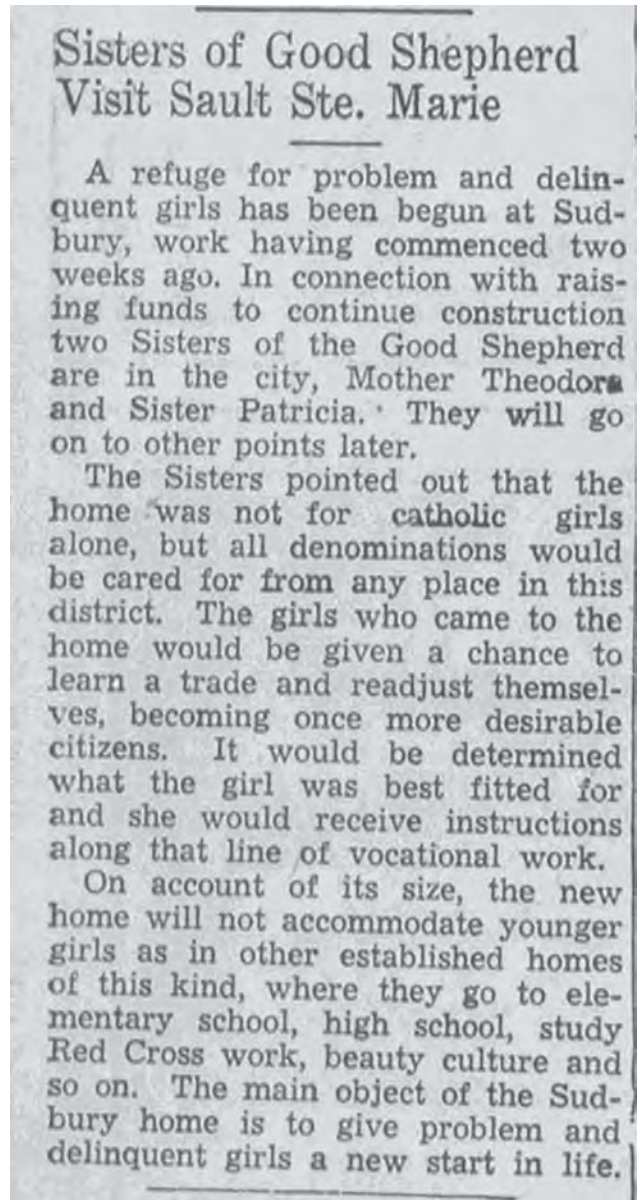 Sisters of Good Shepherd
Visit Sault Ste. Marie
A refuge for problem and delin-
quent girls has been begun at Sud-
bury, work having commenced two
weeks ago. In connection with rais-
ing funds to continue construction
two Sisters of the Good Shepherd
are in the city, Mother Theodora
and Sister Patricia. They will go
on to other points later.
The Sisters pointed out that the
home was not for catholic girls
alone, but all denominations would
be cared for from any place in this
district. The girls who came to the
home would be given a chance to
learn a trade and readjust themsel-
ves, becoming once more desirable
citizens. It would be determined
what the girl was best fitted for
and she would receive instructions
along that line of vocational work.
On account of its size, the new
home will not accommodate younger
girls as in other established homes
of this kind, where they go to ele-
mentary school, high school, study
Red Cross work, beauty culture and
so on. The main object of the Sud-
bury home is to give problem and
delinquent girls a new start in life.